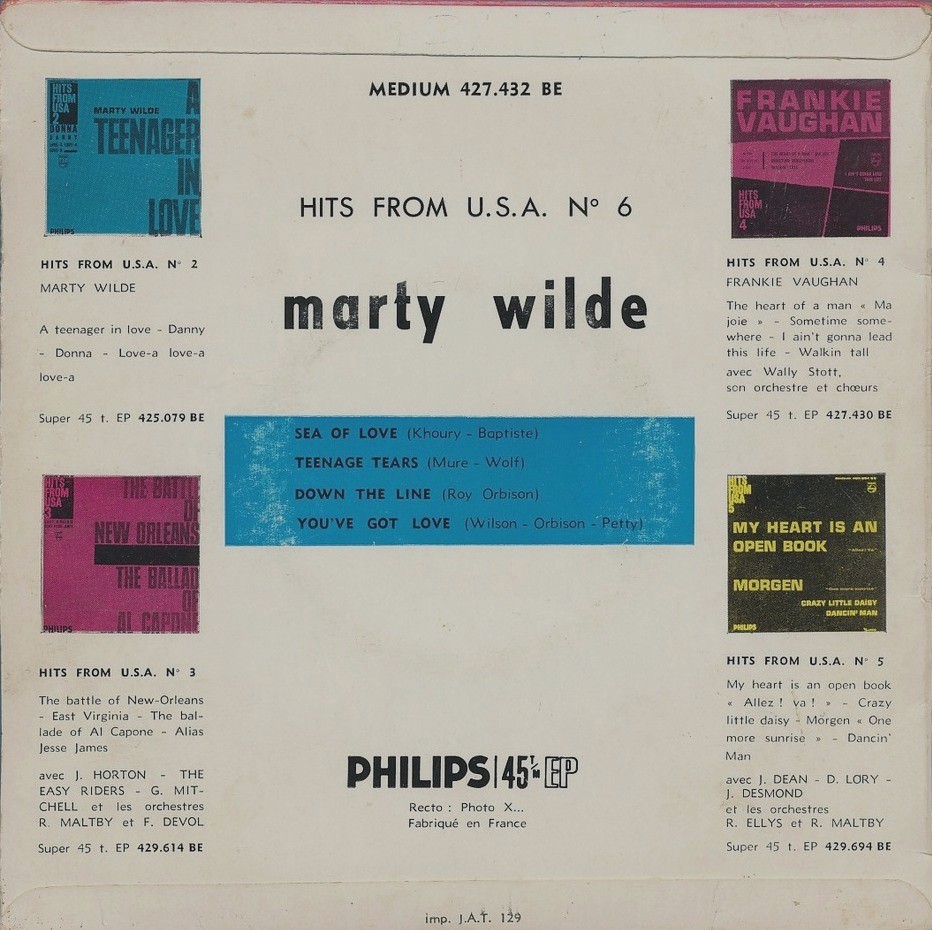 MEDIUM 427.432 BE
HITS FROM U.S.A. N° 6
marty wilde
SEA OF LOVE (Khoury - Baptiste)
TEENAGE TEARS (Mure - Wolf)
DOWN THE LINE (Roy Orbison)
YOU'VE GOT LOVE (Wilson - Orbison - Petty)
PHILIPS 45 T/M EP
Recto : Photo X...
Fabriqué en France
HITS
FROM
USA
2
DONNA
DANNY
MARTY WILDE
A
TEENAGER
IN
LOVE
PHILIPS
HITS FROM U.S.A. N° 2
MARTY WILDE
A teenager in love - Danny
- Donna - Love-a love-a
love-a
Super 45 t. EP 425.079 BE
HITS
FROM
USA
3
THE BATTLE
OF
NEW ORLEANS
THE BALLAD
OF
AL CAPONE
PHILIPS
HITS FROM U.S.A. N° 3
The battle of New-Orleans
- East Virginia - The bal-
lade of Al Capone - Alias
Jesse James
avec J. HORTON - THE
EASY RIDERS - G. MIT-
CHELL et les orchestres
R. MALTBY et F. DEVOL
Super 45 t. EP 429.614 BE
FRANKIE
VAUGHAN
HITS
FROM
USA
4
PHILIPS
HITS FROM U.S.A. N° 4
FRANKIE VAUGHAN
The heart of a man « Ma
joie » - Sometime some-
where - I ain't gonna lead
this life - Walkin tall
avec Wally Stott,
son orchestre et chœurs
Super 45 t. EP 427.430 BE
HITS
FROM
USA
5
MY HEART IS AN
OPEN BOOK
MORGEN
CRAZY LITTLE DAISY
DANCIN' MAN
PHILIPS
HITS FROM U.S.A. N° 5
My heart is an open book
« Allez ! va ! » - Crazy
little daisy - Morgen « One
more sunrise » - Dancin'
Man
avec J. DEAN - D. LORY -
J. DESMOND
et les orchestres
R. ELLYS et R. MALTBY
Super 45 t. EP 429.694 BE
imp. J.A.T. 129